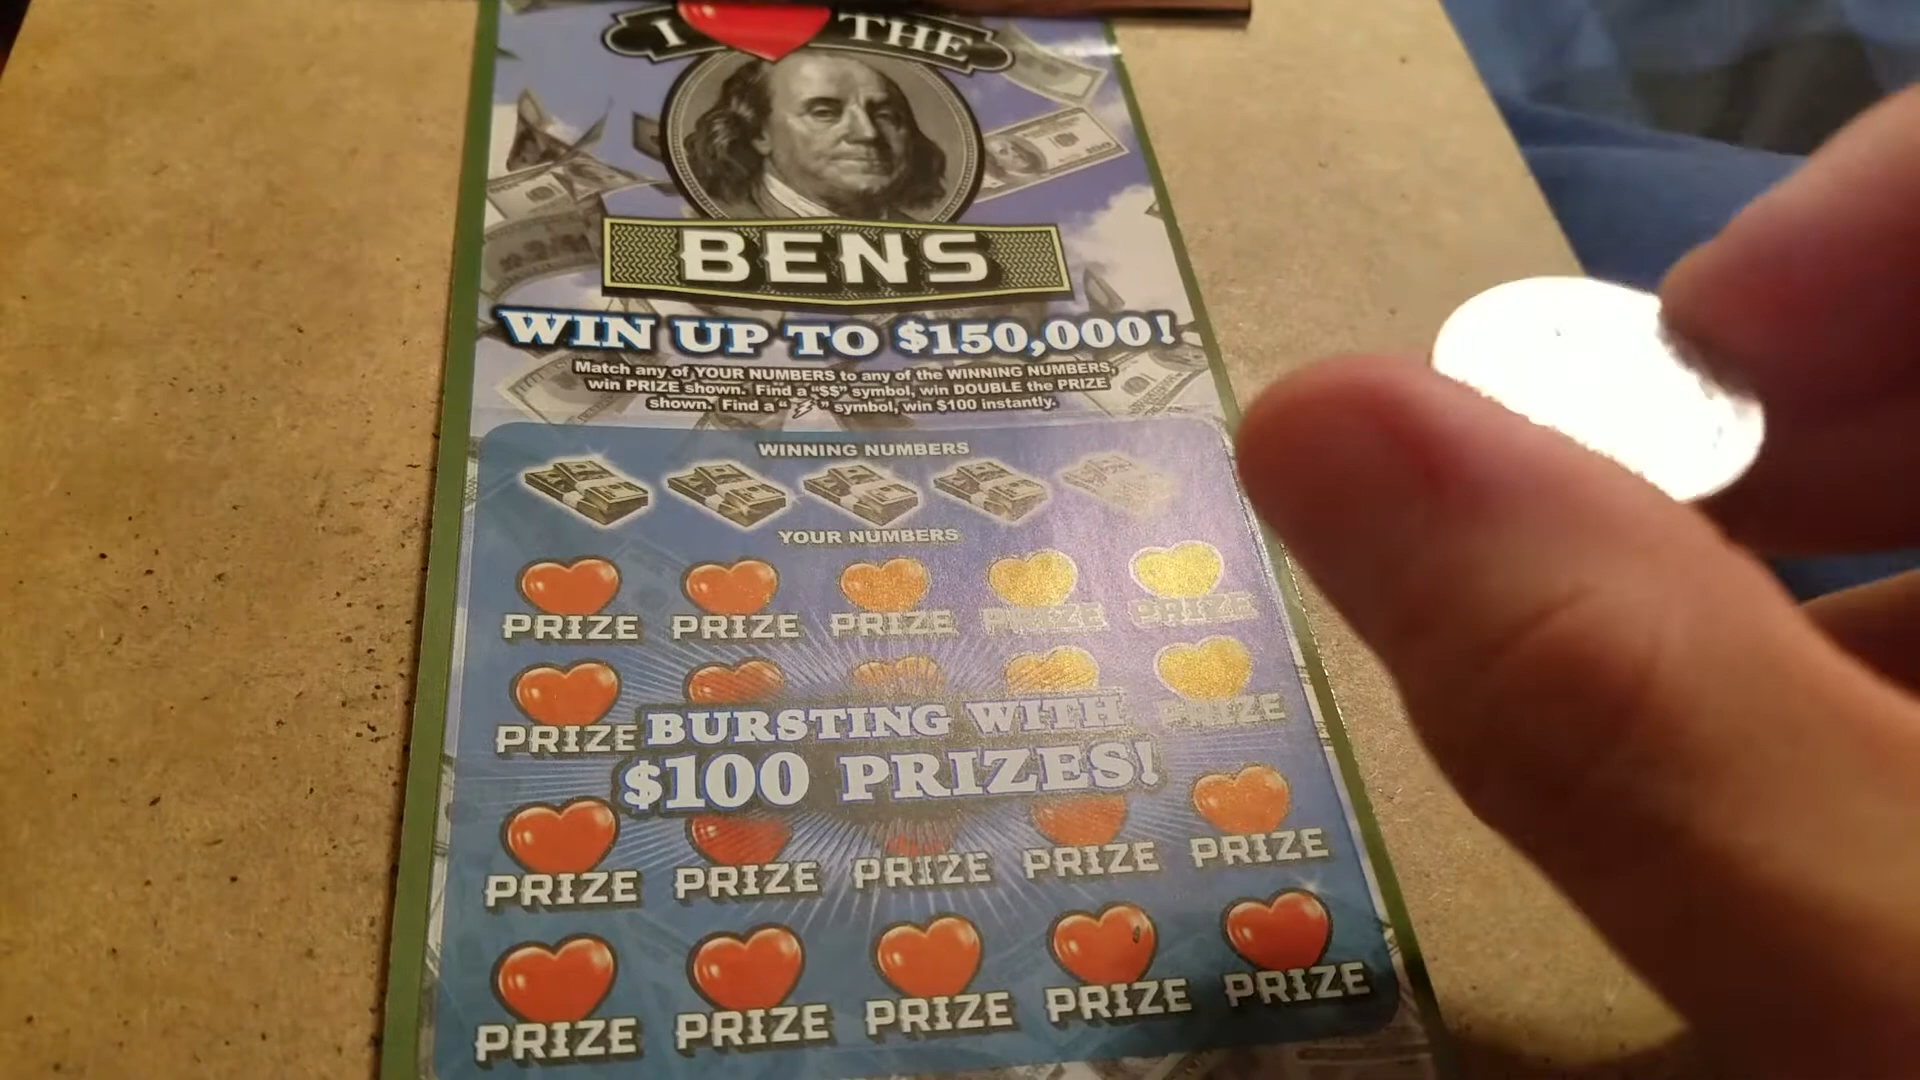 I THE
BENS
WIN UP TO $150,000!
Match any of YOUR NUMBERS to any of the WINNING NUMBERS,
win PRIZE shown. Find a "$$" symbol, win DOUBLE the PRIZE
shown. Find a " " symbol, win $100 instantly.
WINNING NUMBERS
YOUR NUMBERS
PRIZE PRIZE PRIZE PRIZE PRIZE
PRIZE BURSTING WITH PRIZE
$100 PRIZES!
PRIZE PRIZE PRIZE PRIZE PRIZE
PRIZE PRIZE PRIZE PRIZE PRIZE